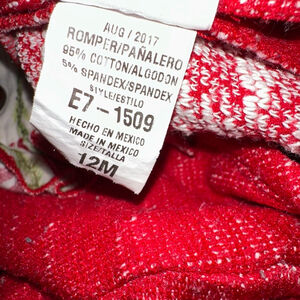 AUG / 2017
ROMPER/PAÑALERO
95% COTTON/ALGODON
5% SPANDEX/SPANDEX
STYLE/ESTILO
E7-1509
HECHO EN MEXICO
MADE IN MEXICO
SIZE/TALLA
12M